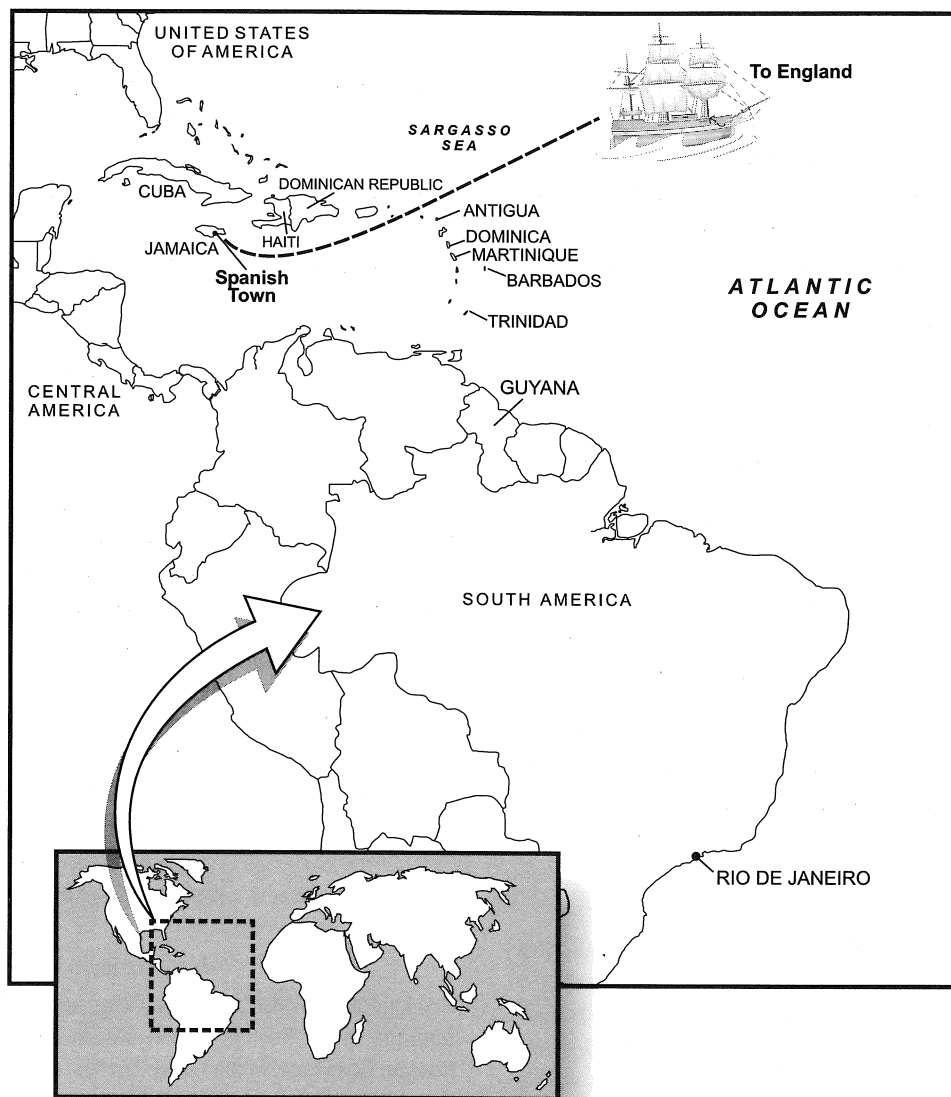 UNITED STATES
OF AMERICA
To England
SARGASSO
SEA
CUBA
DOMINICAN REPUBLIC
ANTIGUA
HAITI
JAMAICA
DOMINICA
MARTINIQUE
Spanish
Town
BARBADOS
ATLANTIC
OCEAN
TRINIDAD
CENTRAL
AMERICA
GUYANA
SOUTH AMERICA
RIO DE JANEIRO